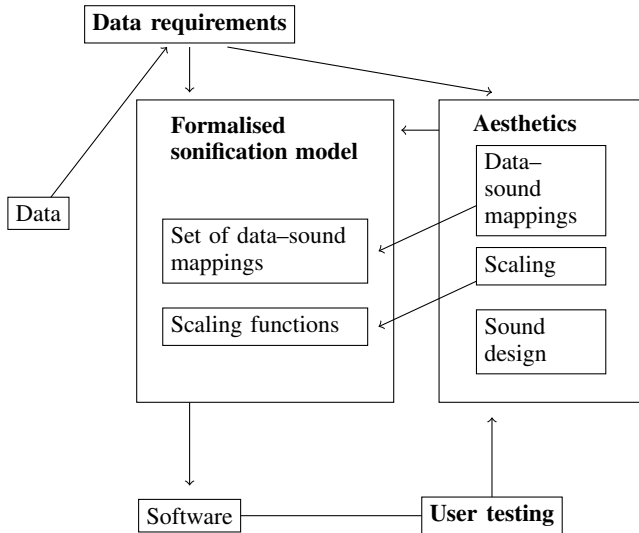 Data requirements
Formalised
sonification model
Aesthetics
Data–
sound
mappings
Data
Set of data–sound
mappings
Scaling
Scaling functions
Sound
design
Software
User testing